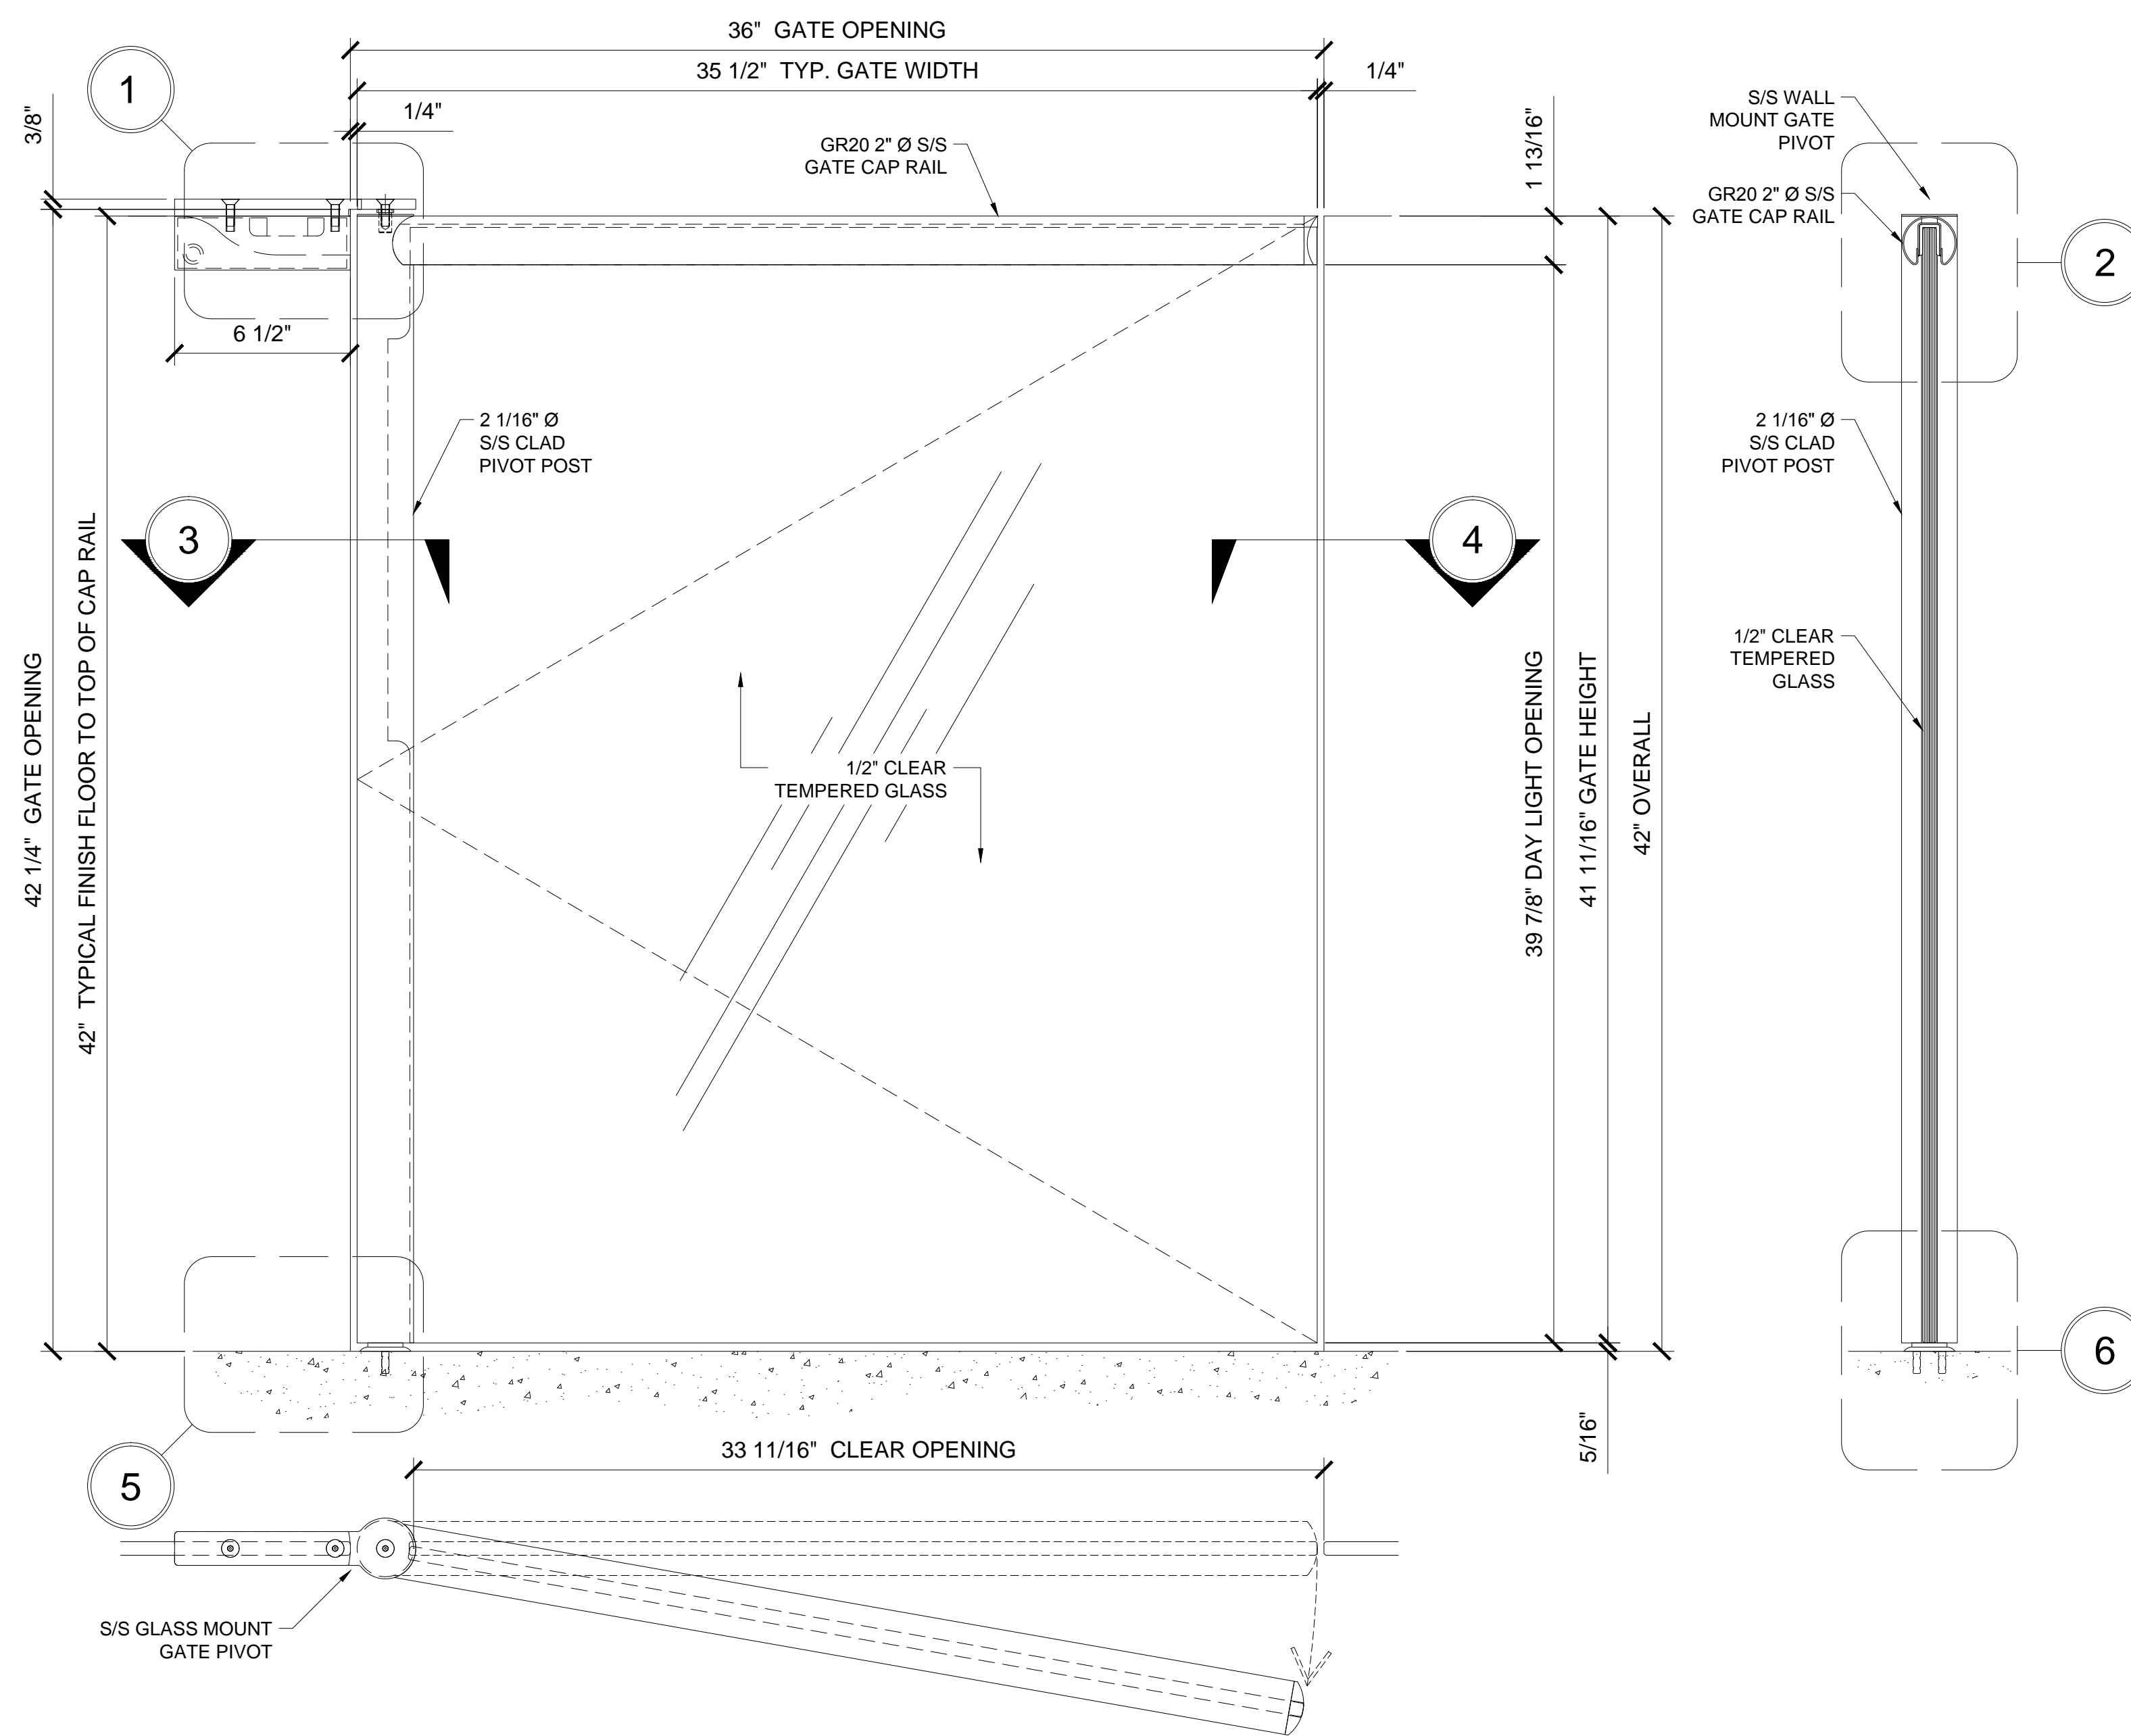 36" GATE OPENING
35 1/2" TYP. GATE WIDTH
1/4"
1/4"
1
3/8"
GR20 2" Ø S/S
GATE CAP RAIL
1 13/16"
S/S WALL
MOUNT GATE
PIVOT
GR20 2" Ø S/S
GATE CAP RAIL
2
6 1/2"
2 1/16" Ø
S/S CLAD
PIVOT POST
2 1/16" Ø
S/S CLAD
PIVOT POST
3
4
42 1/4" GATE OPENING
42" TYPICAL FINISH FLOOR TO TOP OF CAP RAIL
1/2" CLEAR
TEMPERED GLASS
39 7/8" DAY LIGHT OPENING
41 11/16" GATE HEIGHT
42" OVERALL
1/2" CLEAR
TEMPERED
GLASS
6
5/16"
5
33 11/16" CLEAR OPENING
S/S GLASS MOUNT
GATE PIVOT